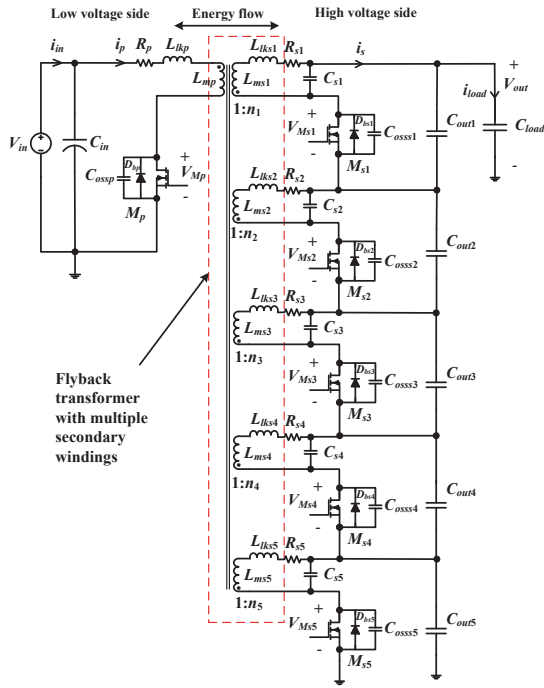 Low voltage side
Energy flow
High voltage side
i_in
i_p
R_p
L_lkp
L_lks1
R_s1
i_s
L_mp
L_ms1
C_s1
+
V_out
i_load
1:n_1
V_in
C_in
+
V_Ms1
-
D_bs1
C_osss1
C_out1
C_load
-
M_s1
D_bp
C_ossp
+
V_Mp
-
M_p
L_lks2
R_s2
L_ms2
C_s2
1:n_2
+
V_Ms2
-
D_bs2
C_osss2
C_out2
M_s2
L_lks3
R_s3
L_ms3
C_s3
1:n_3
+
V_Ms3
-
D_bs3
C_osss3
C_out3
M_s3
Flyback
transformer
with multiple
secondary
windings
L_lks4
R_s4
L_ms4
C_s4
1:n_4
+
V_Ms4
-
D_bs4
C_osss4
C_out4
M_s4
L_lks5
R_s5
L_ms5
C_s5
1:n_5
+
V_Ms5
-
D_bs5
C_osss5
C_out5
M_s5